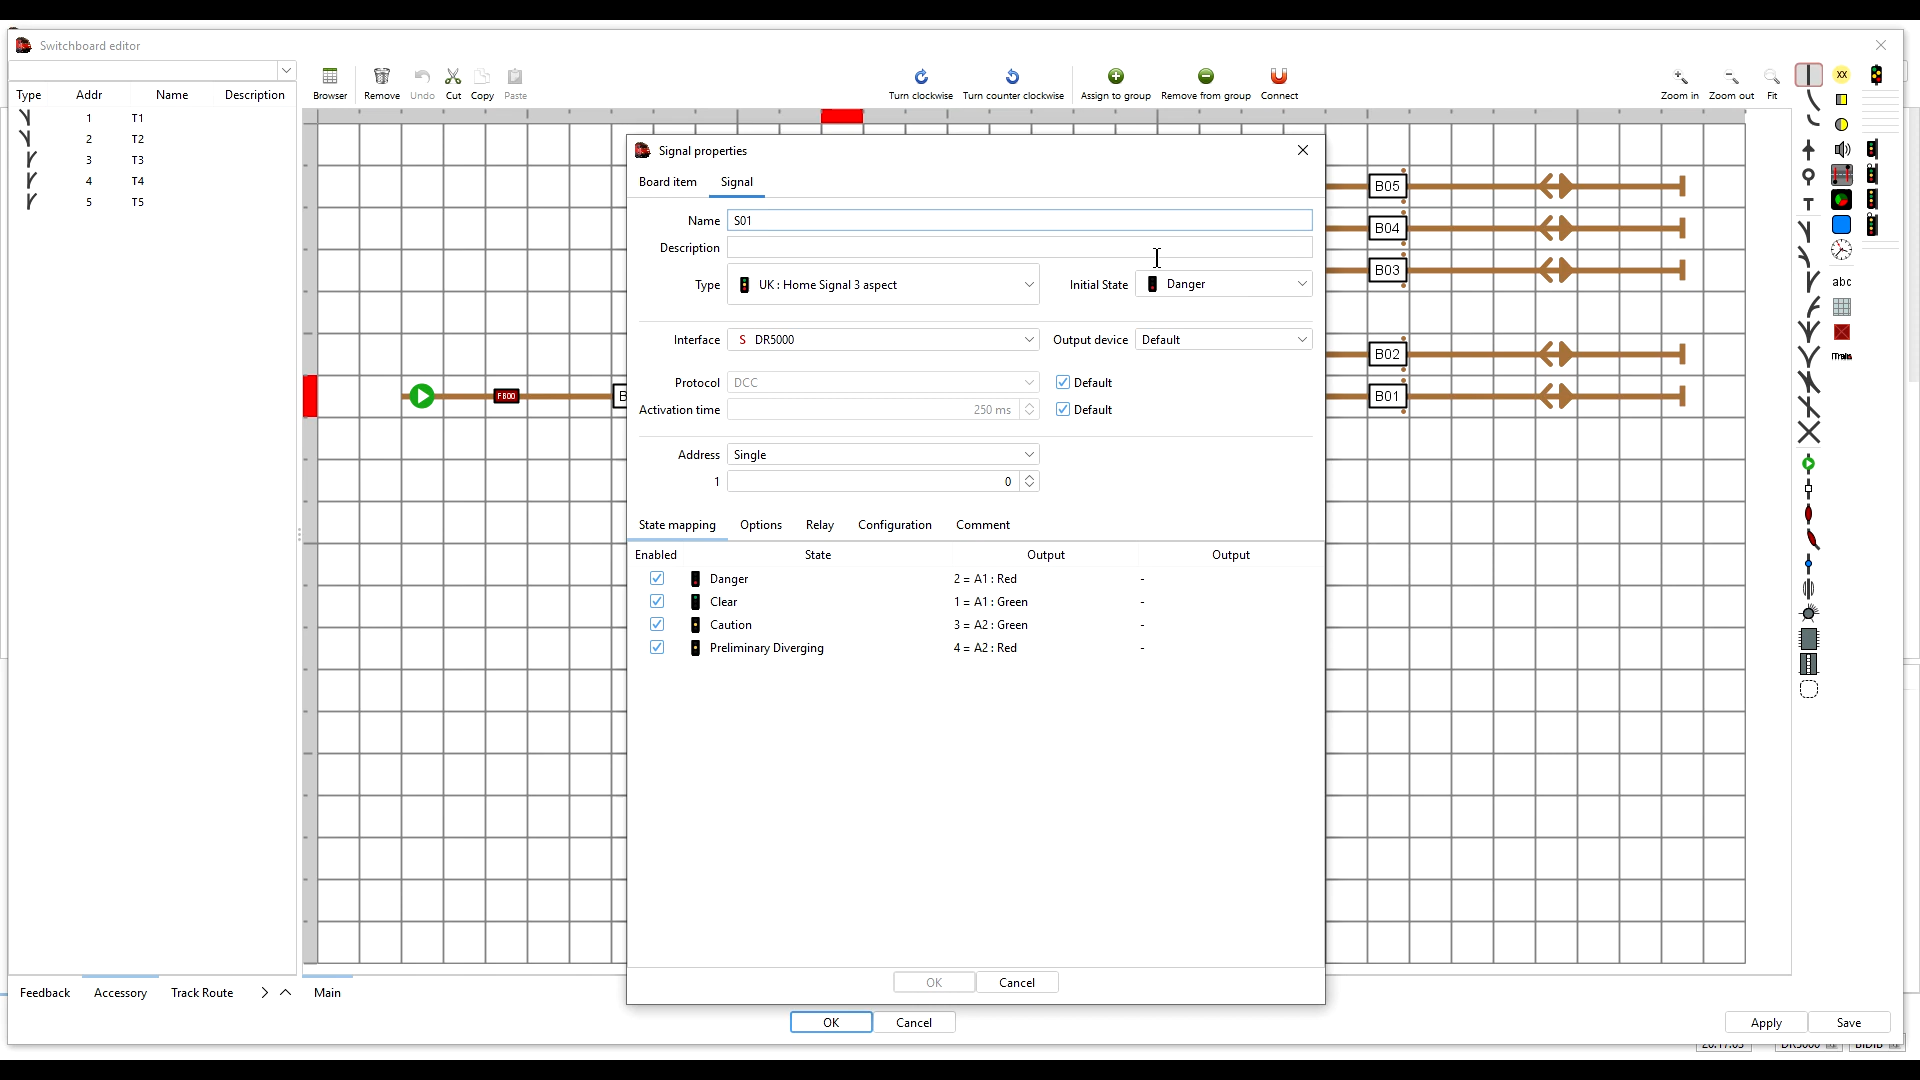 Switchboard editor
Type Addr Name Description
1 T1
2 T2
3 T3
4 T4
5 T5
Browser Remove Undo Cut Copy Paste Turn clockwise Turn counter clockwise Assign to group Remove from group Connect Zoom in Zoom out Fit
XX
abc
F800
B05
B04
B03
B02
B01
Signal properties
Board item Signal
Name S01
Description
Type UK : Home Signal 3 aspect Initial State Danger
Interface S DR5000 Output device Default
Protocol DCC Default
Activation time 250 ms Default
Address Single
1 0
State mapping Options Relay Configuration Comment
Enabled State Output Output
Danger 2 = A1 : Red -
Clear 1 = A1 : Green -
Caution 3 = A2 : Green -
Preliminary Diverging 4 = A2 : Red -
OK Cancel
Feedback Accessory Track Route Main
OK Cancel Apply Save